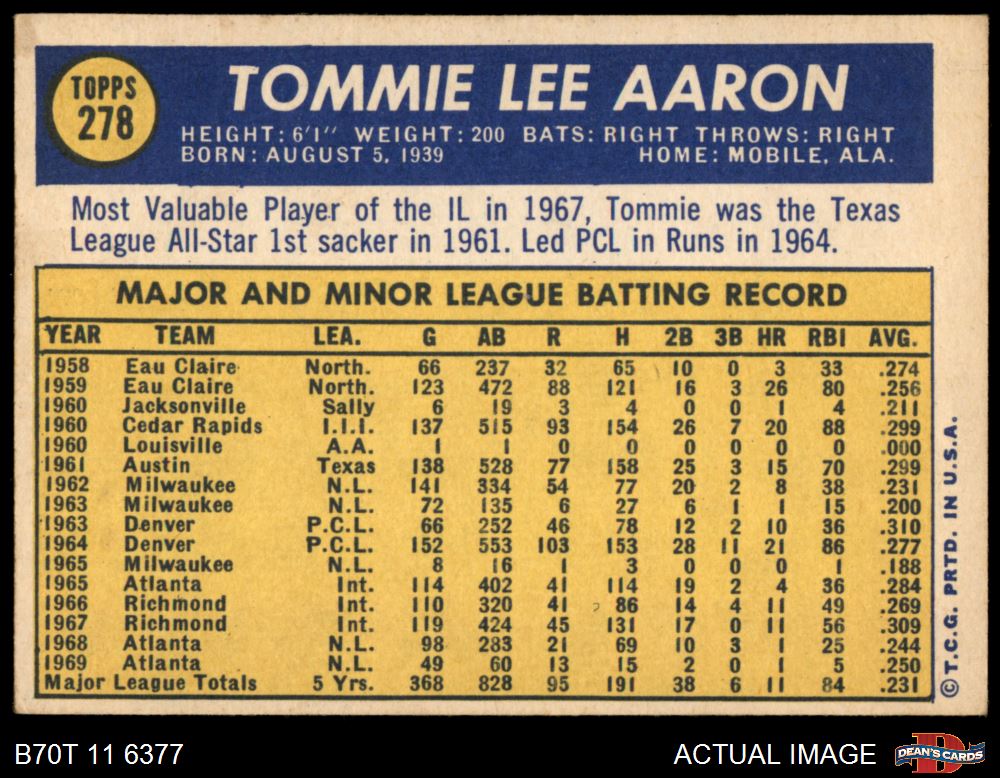 TOPPS
278
TOMMIE LEE AARON
HEIGHT: 6'1" WEIGHT: 200 BATS: RIGHT THROWS: RIGHT
BORN: AUGUST 5, 1939 HOME: MOBILE, ALA.
Most Valuable Player of the IL in 1967, Tommie was the Texas
League All-Star 1st sacker in 1961. Led PCL in Runs in 1964.
MAJOR AND MINOR LEAGUE BATTING RECORD
YEAR TEAM LEA. G AB R H 2B 3B HR RBI AVG.
1958 Eau Claire North. 66 237 32 65 10 0 3 33 .274
1959 Eau Claire North. 123 472 88 121 16 3 26 80 .256
1960 Jacksonville Sally 6 19 3 4 0 0 1 4 .211
1960 Cedar Rapids I.I.I. 137 515 93 154 26 7 20 88 .299
1960 Louisville A.A. 1 1 0 0 0 0 0 0 .000
1961 Austin Texas 138 528 77 158 25 3 15 70 .299
1962 Milwaukee N.L. 141 334 54 77 20 2 8 38 .231
1963 Milwaukee N.L. 72 135 6 27 6 1 1 15 .200
1963 Denver P.C.L. 66 252 46 78 12 2 10 36 .310
1964 Denver P.C.L. 152 553 103 153 28 11 21 86 .277
1965 Milwaukee N.L. 8 16 1 3 0 0 0 1 .188
1965 Atlanta Int. 114 402 41 114 19 2 4 36 .284
1966 Richmond Int. 110 320 41 86 14 4 11 49 .269
1967 Richmond Int. 119 424 45 131 17 0 11 56 .309
1968 Atlanta N.L. 98 283 21 69 10 3 1 25 .244
1969 Atlanta N.L. 49 60 13 15 2 0 1 5 .250
Major League Totals 5 Yrs. 368 828 95 191 38 6 11 84 .231
©T.C.G. PRTD. IN U.S.A.
B70T 11 6377
ACTUAL IMAGE
DEAN'S CARDS